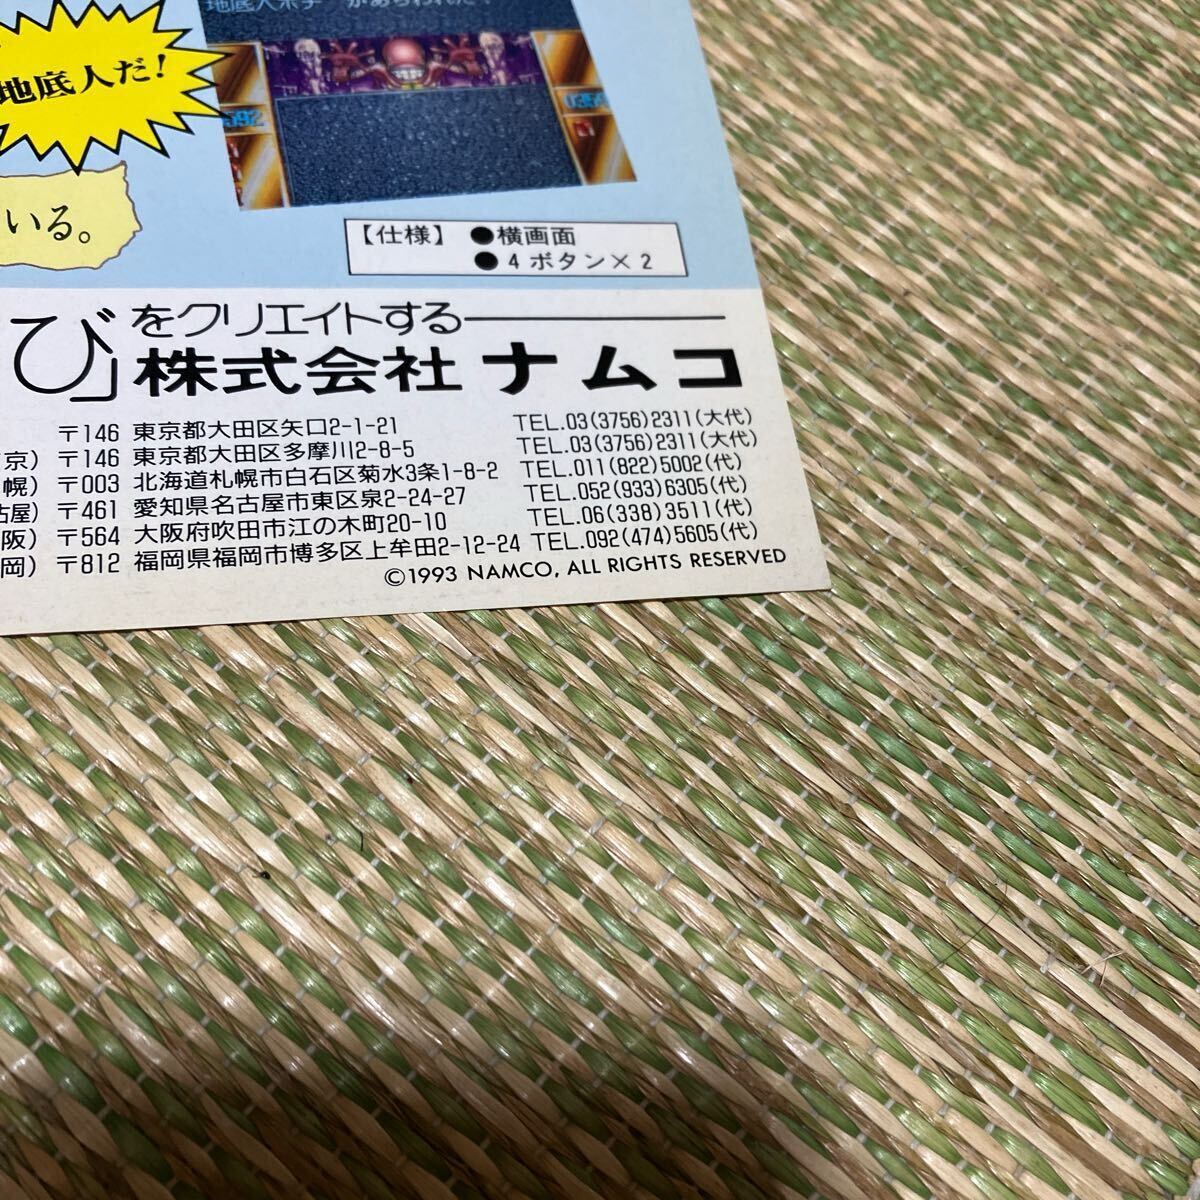 地底人だ!
いる。
0356
592
【仕様】 ●横画面
●4ボタン×2
び」をクリエイトする
株式会社 ナムコ
〒146 東京都大田区矢口2-1-21 TEL.03(3756)2311(大代)
京) 〒146 東京都大田区多摩川2-8-5 TEL.03(3756)2311(大代)
幌) 〒003 北海道札幌市白石区菊水3条1-8-2 TEL.011(822)5002(代)
古屋) 〒461 愛知県名古屋市東区泉2-24-27 TEL.052(933)6305(代)
阪) 〒564 大阪府吹田市江の木町20-10 TEL.06(338)3511(代)
岡) 〒812 福岡県福岡市博多区上牟田2-12-24 TEL.092(474)5605(代)
©1993 NAMCO, ALL RIGHTS RESERVED